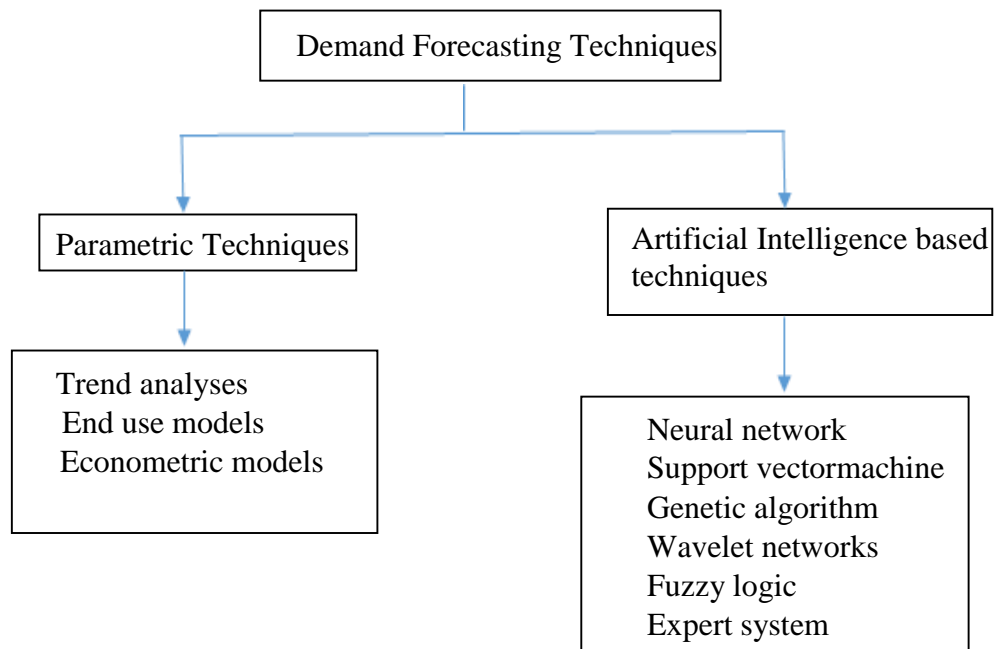 Demand Forecasting Techniques
Parametric Techniques
Artificial Intelligence based
techniques
Trend analyses
End use models
Econometric models
Neural network
Support vectormachine
Genetic algorithm
Wavelet networks
Fuzzy logic
Expert system